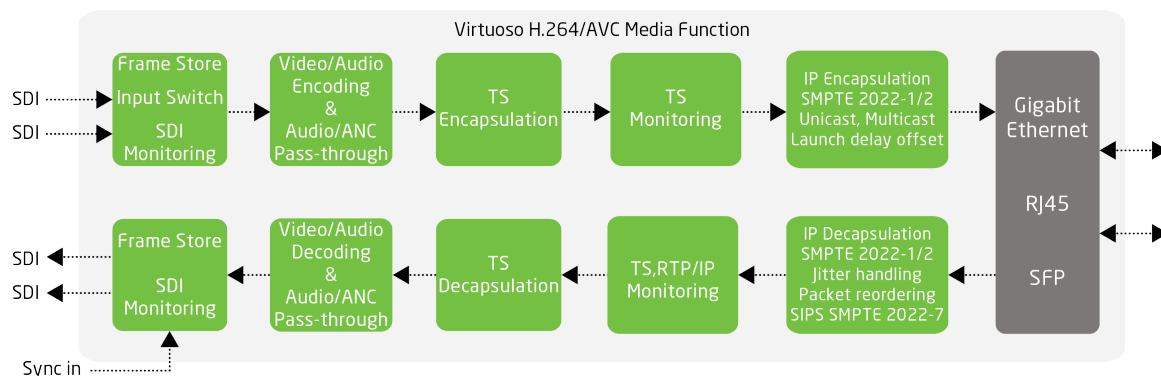 Virtuoso H.264/AVC Media Function
SDI
SDI
Frame Store
Input Switch
SDI
Monitoring
Video/Audio
Encoding
&
Audio/ANC
Pass-through
TS
Encapsulation
TS
Monitoring
IP Encapsulation
SMPTE 2022-1/2
Unicast, Multicast
Launch delay offset
Gigabit
Ethernet
RJ45
SFP
SDI
SDI
Frame Store
SDI
Monitoring
Video/Audio
Decoding
&
Audio/ANC
Pass-through
TS
Decapsulation
TS,RTP/IP
Monitoring
IP Decapsulation
SMPTE 2022-1/2
Jitter handling
Packet reordering
SIPS SMPTE 2022-7
Sync in